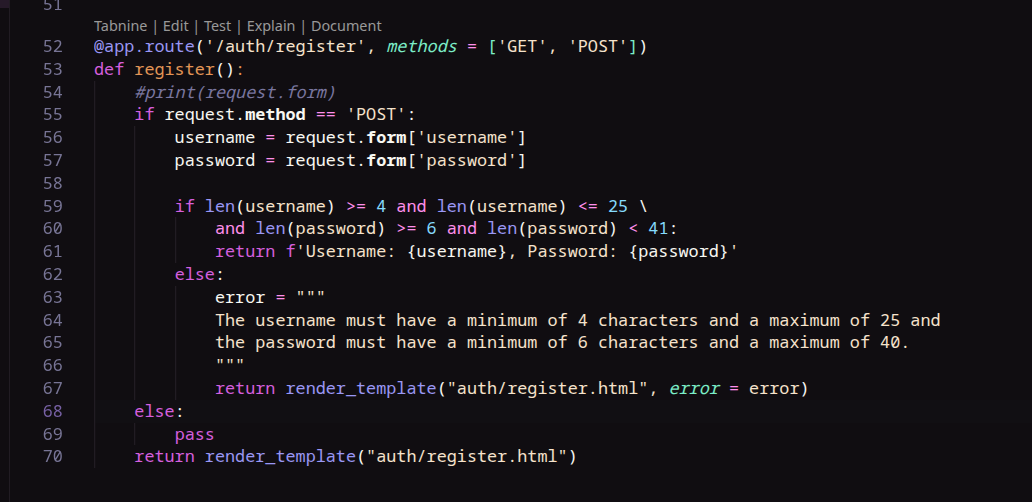 51
Tabnine | Edit | Test | Explain | Document
52 @app.route('/auth/register', methods = ['GET', 'POST'])
53 def register():
54     #print(request.form)
55     if request.method == 'POST':
56         username = request.form['username']
57         password = request.form['password']
58
59         if len(username) >= 4 and len(username) <= 25 \
60             and len(password) >= 6 and len(password) < 41:
61             return f'Username: {username}, Password: {password}'
62         else:
63             error = """
64             The username must have a minimum of 4 characters and a maximum of 25 and
65             the password must have a minimum of 6 characters and a maximum of 40.
66             """
67             return render_template("auth/register.html", error = error)
68     else:
69         pass
70     return render_template("auth/register.html")